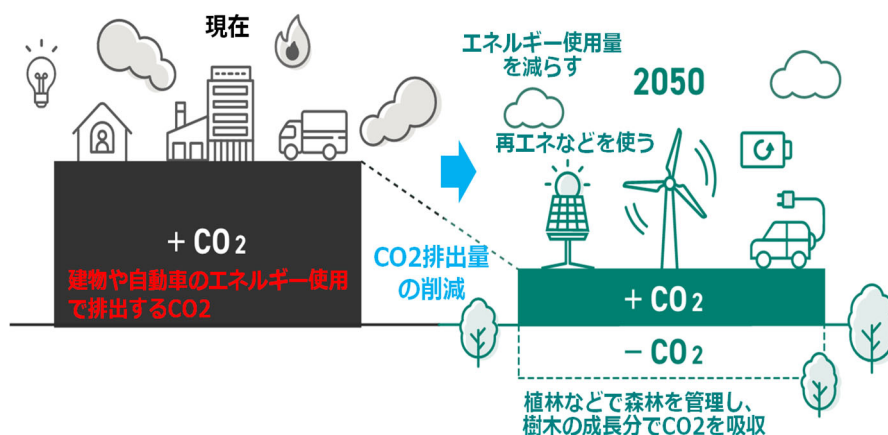 現在
+ CO2
建物や自動車のエネルギー使用
で排出するCO2
CO2排出量
の削減
エネルギー使用量
を減らす
2050
再エネなどを使う
+ CO2
− CO2
植林などで森林を管理し、
樹木の成長分でCO2を吸収